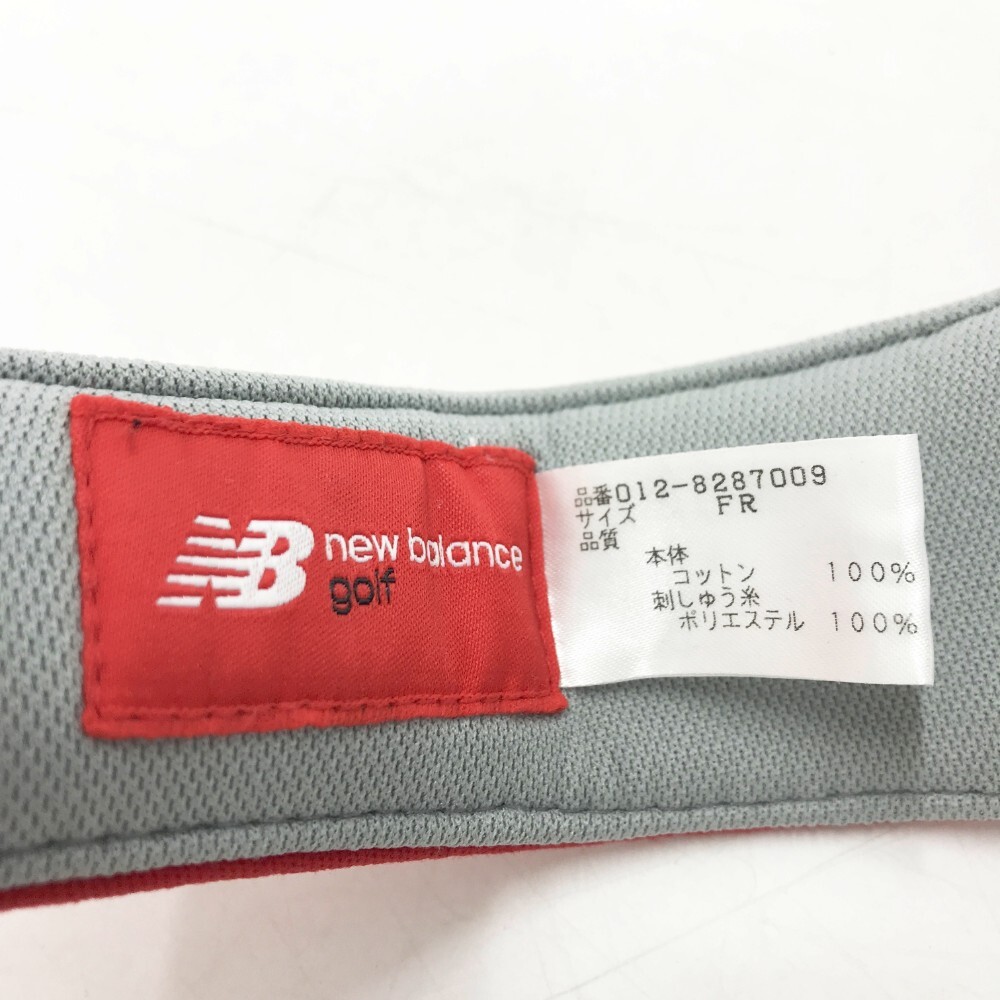 NB new balance
golf
品番012-8287009
サイズ FR
品質
本体
コットン 100%
刺しゅう糸
ポリエステル 100%